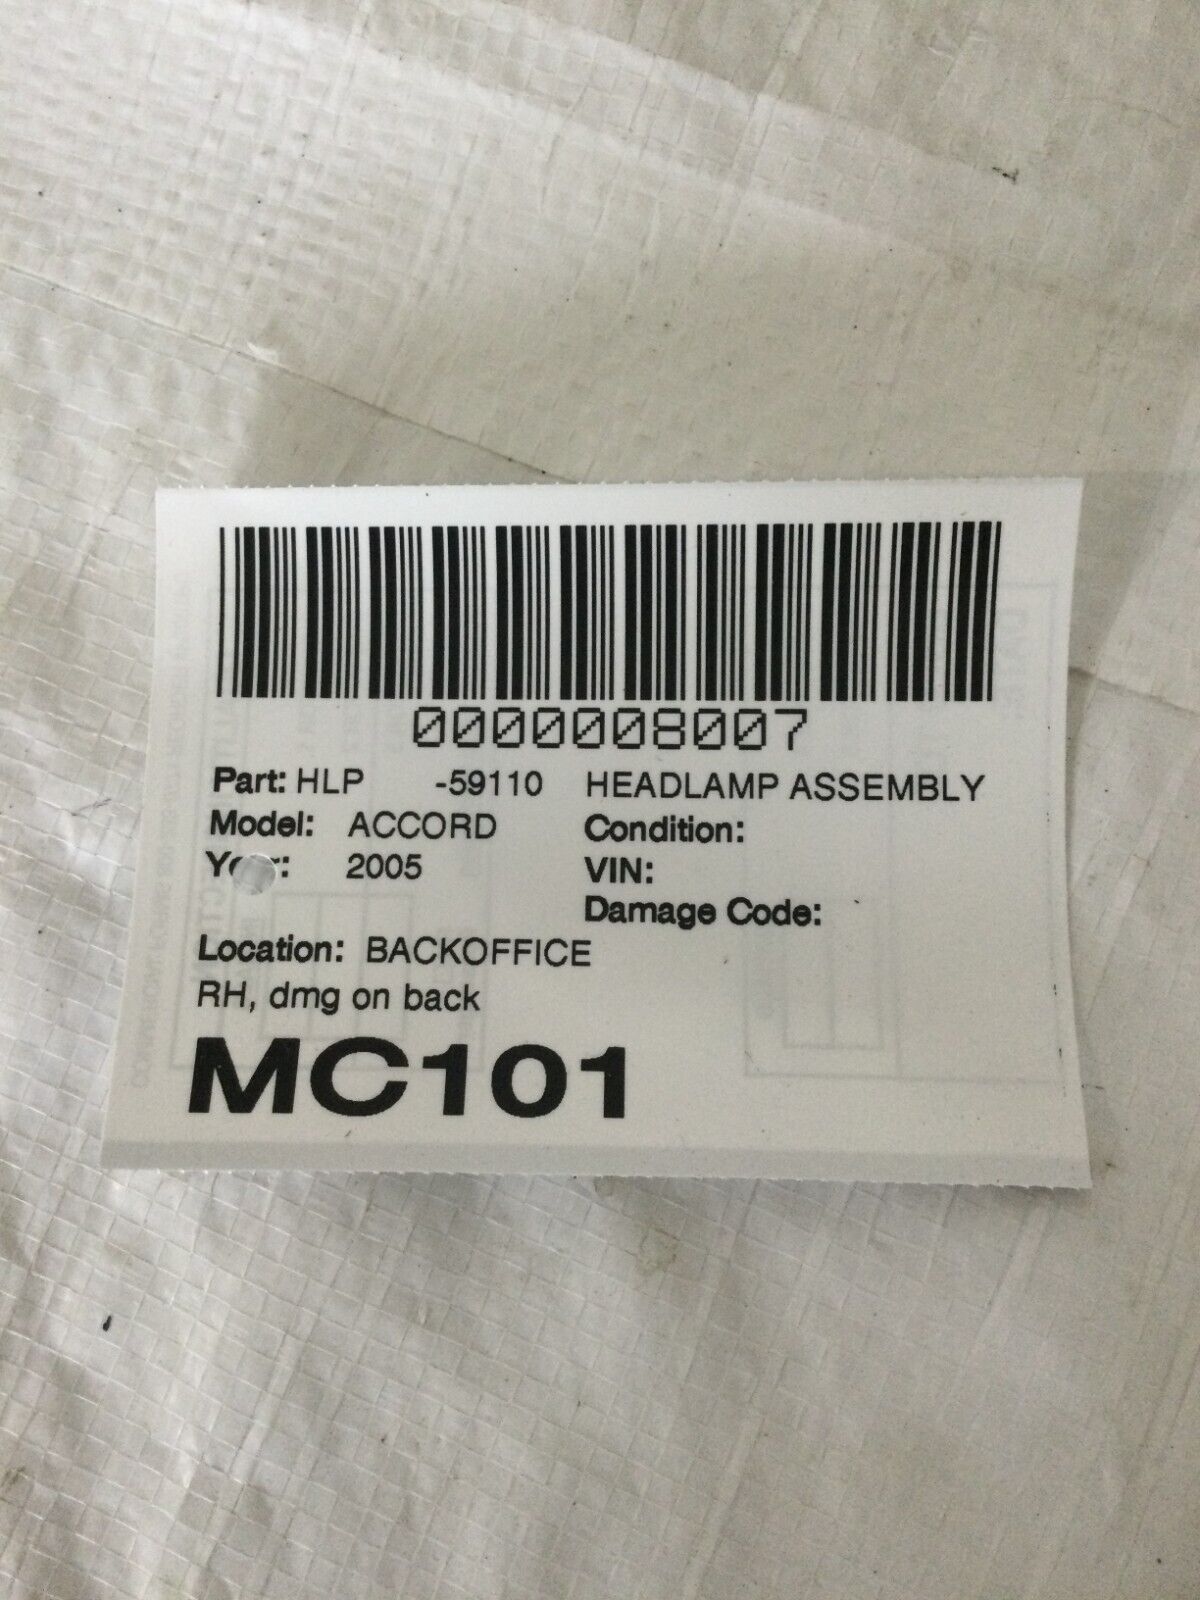 0000008007
Part: HLP -59110 HEADLAMP ASSEMBLY
Model: ACCORD Condition:
2005 VIN:
Damage Code:
Location: BACKOFFICE
RH, dmg on back
MC101